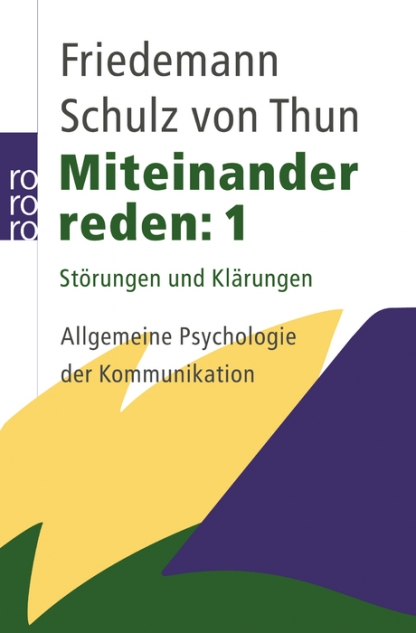 Friedemann
Schulz von Thun
Miteinander
reden: 1
Störungen und Klärungen
Allgemeine Psychologie
der Kommunikation
ro
ro
ro